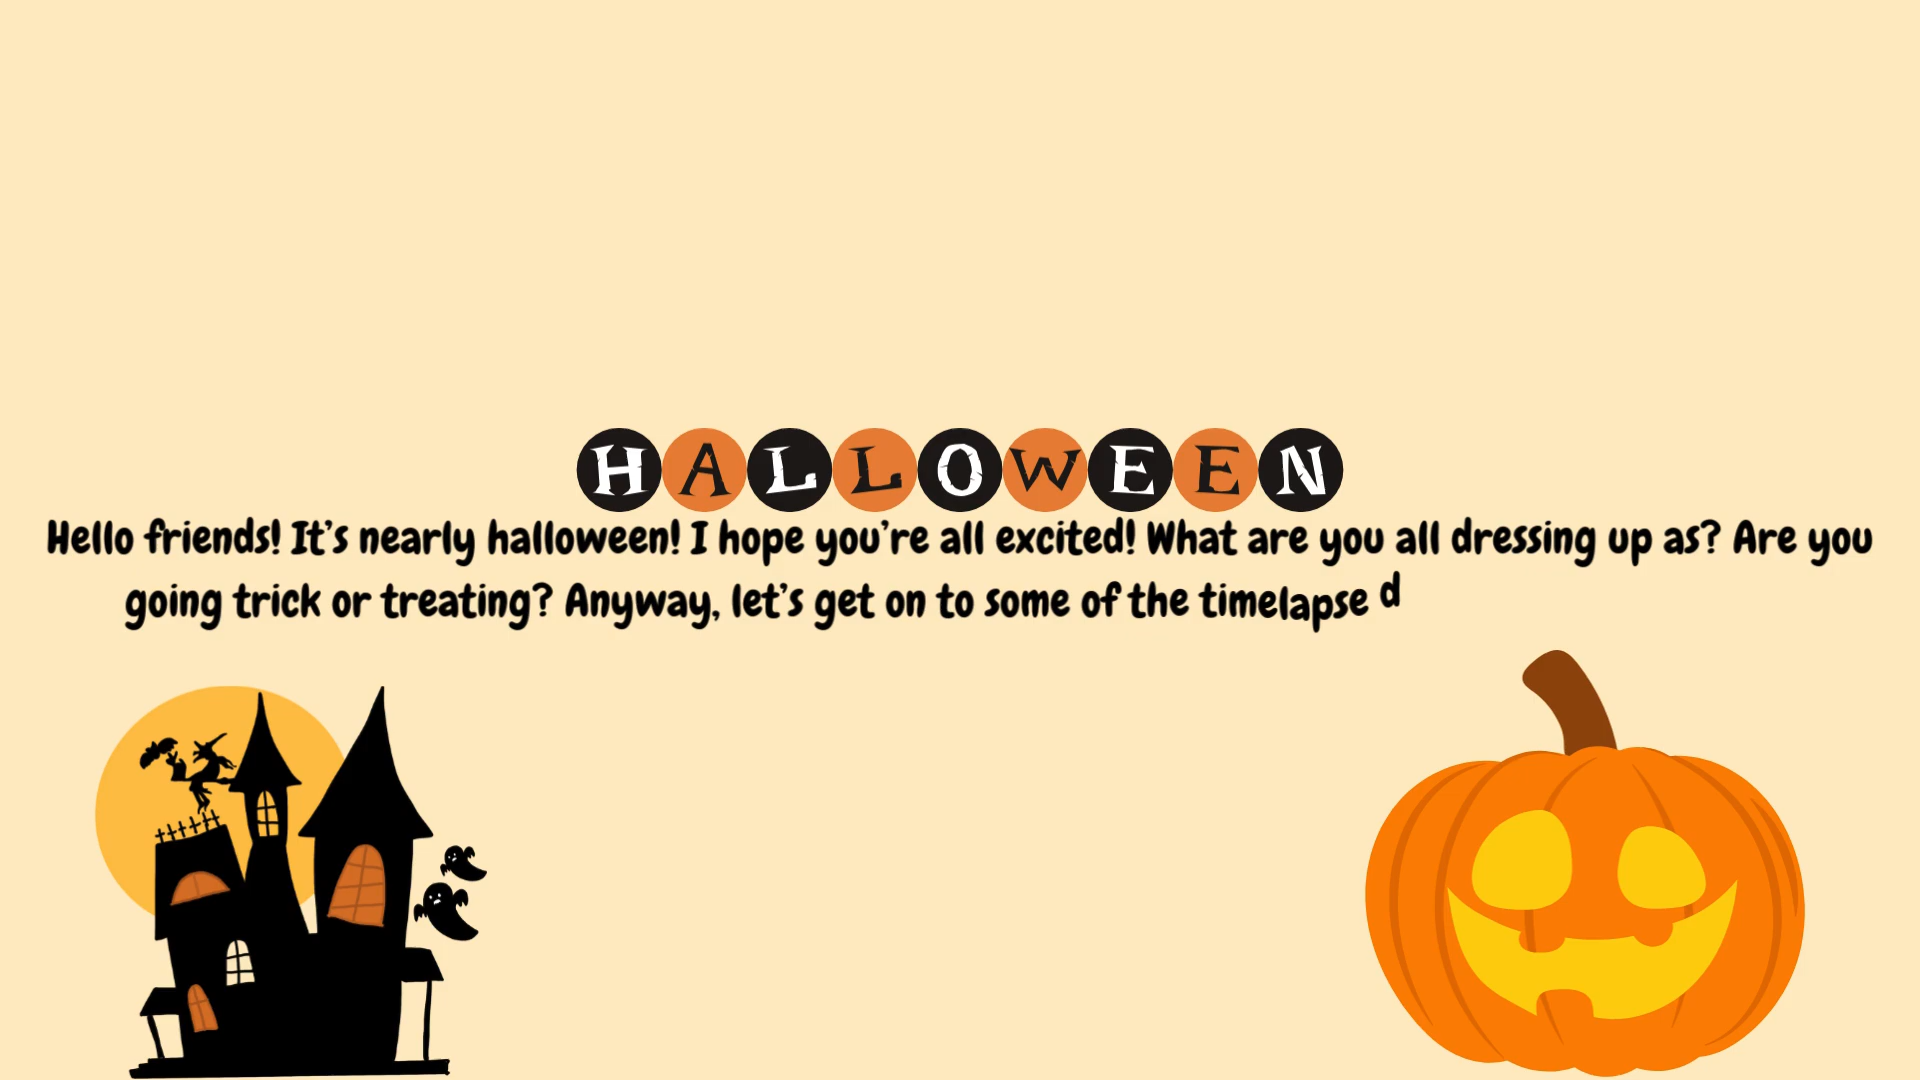 HALLOWEEN
Hello friends! It's nearly halloween! I hope you're all excited! What are you all dressing up as? Are you
going trick or treating? Anyway, let's get on to some of the timelapse d